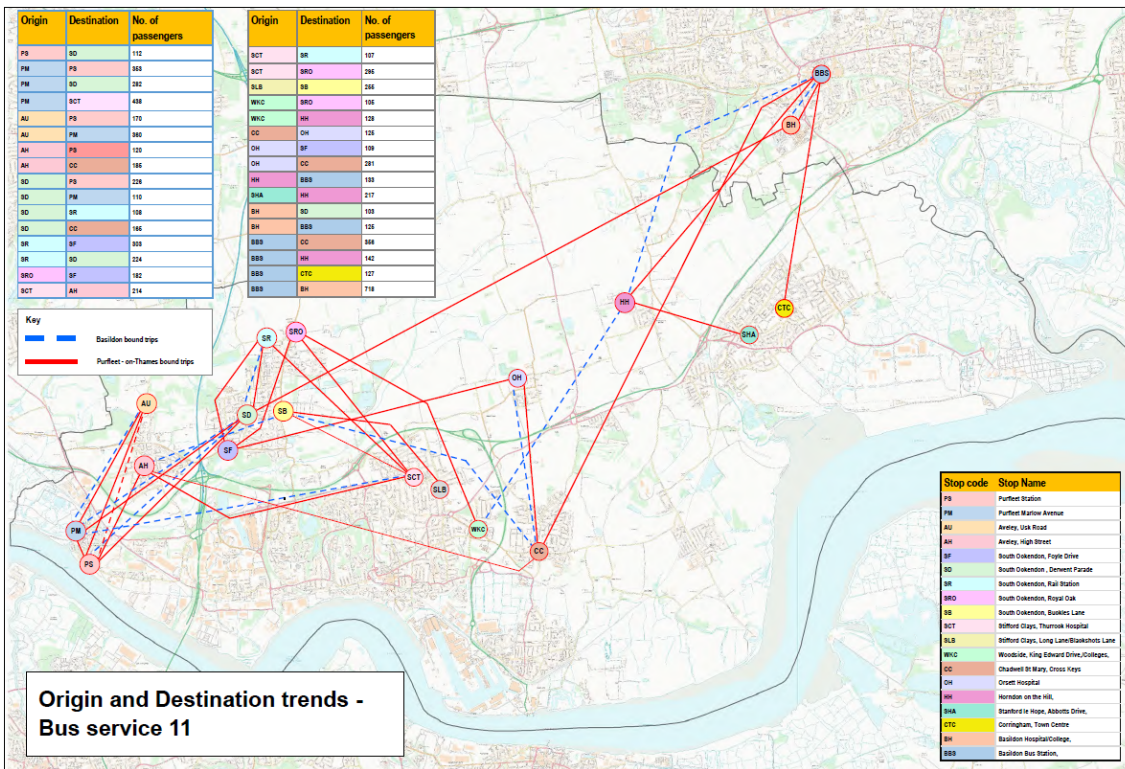 Origin Destination No. of passengers
PS SD 112
PM PS 353
PM SD 282
PM SCT 438
AU PS 170
AU PM 360
AH PS 120
AH CC 185
SD PS 226
SD PM 110
SD SR 108
SD CC 165
SR SF 303
SR SD 224
SRO SF 182
SCT AH 214
Origin Destination No. of passengers
SCT SR 107
SCT SRO 295
SLB SB 255
WKC SRO 105
WKC HH 128
CC OH 125
OH SF 109
OH CC 281
HH BBS 133
SHA HH 217
BH SD 103
BH BBS 125
BBS CC 356
BBS HH 142
BBS CTC 127
BBS BH 718
Key
Basildon bound trips
Purfleet - on-Thames bound trips
BBS
BH
HH
CTC
SHA
SR
SRO
OH
AU
SD
SB
SF
AH
SCT
SLB
PM
WKC
CC
PS
Stop code Stop Name
PS Purfleet Station
PM Purfleet Marlow Avenue
AU Aveley, Usk Road
AH Aveley, High Street
SF South Ockendon, Foyle Drive
SD South Ockendon , Derwent Parade
SR South Ockendon, Rail Station
SRO South Ockendon, Royal Oak
SB South Ockendon, Buckles Lane
SCT Stifford Clays, Thurrock Hospital
SLB Stifford Clays, Long Lane/Blackshots Lane
WKC Woodside, King Edward Drive,/Colleges,
CC Chadwell St Mary, Cross Keys
OH Orsett Hospital
HH Horndon on the Hill,
SHA Stanford le Hope, Abbotts Drive,
CTC Corringham, Town Centre
BH Basildon Hospital/College,
BBS Basildon Bus Station,
Origin and Destination trends -
Bus service 11